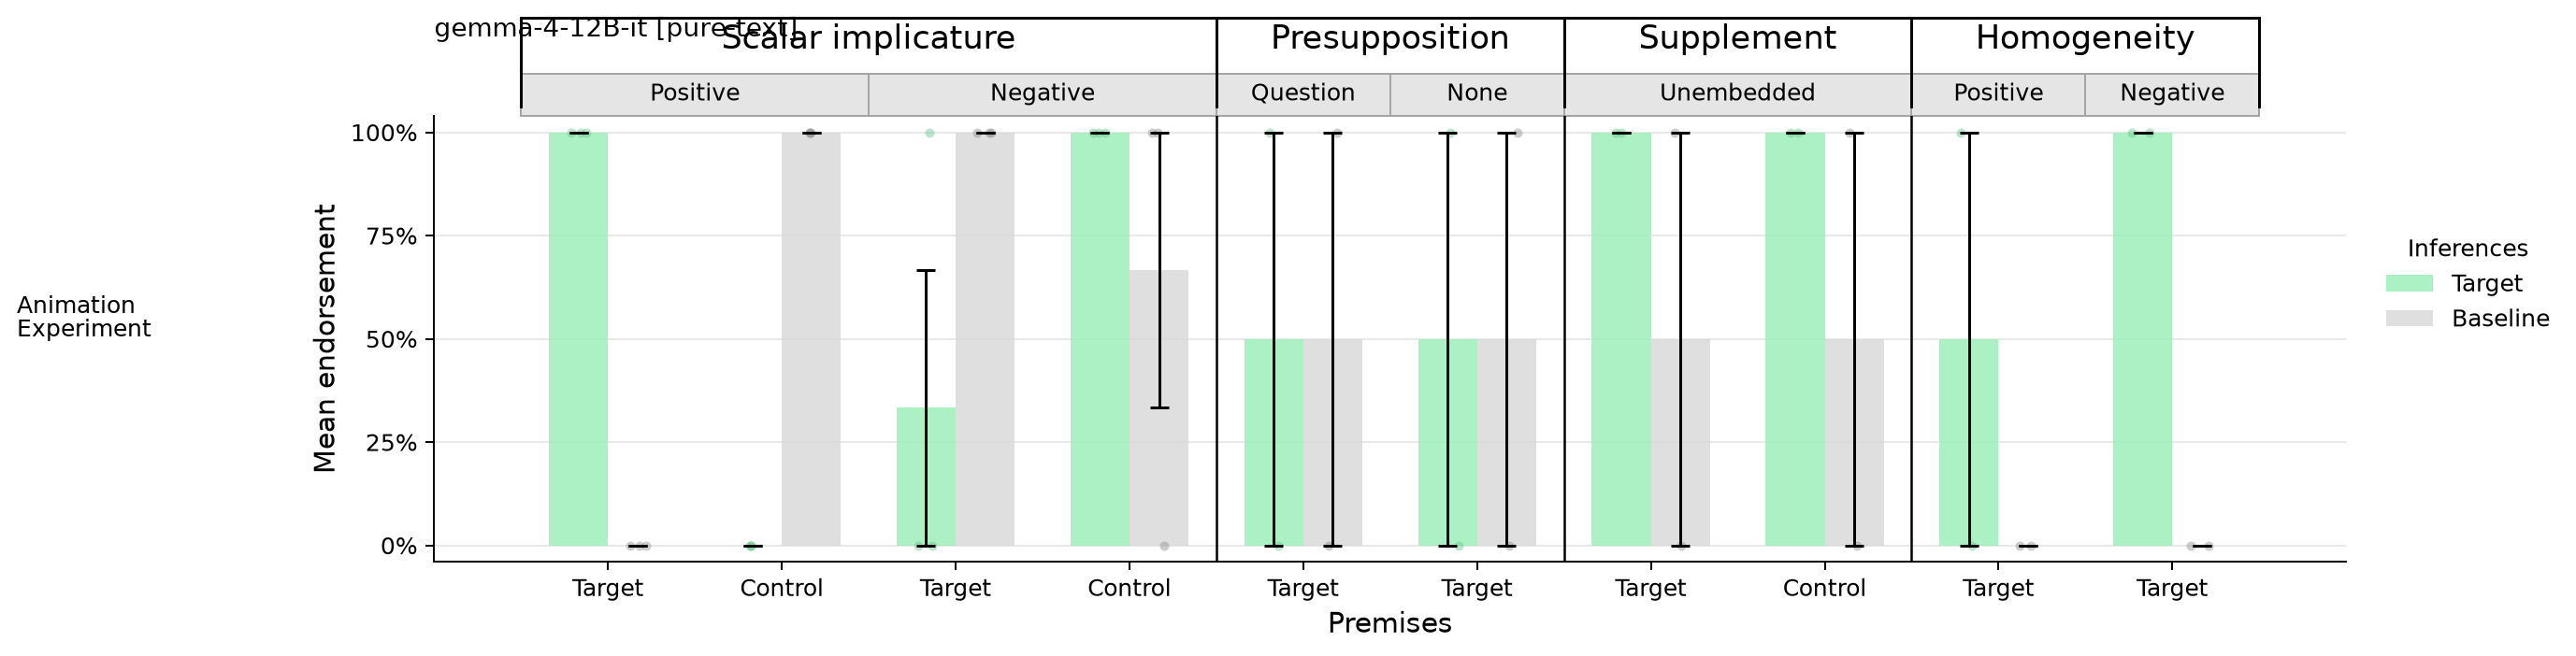 gemma-4-12B-it [pure-text]
Scalar implicature Presupposition Supplement Homogeneity
Positive Negative Question None Unembedded Positive Negative
100%
75%
50%
25%
0%
Mean endorsement
Animation
Experiment
Inferences
Target
Baseline
Target Control Target Control Target Target Target Control Target Target
Premises